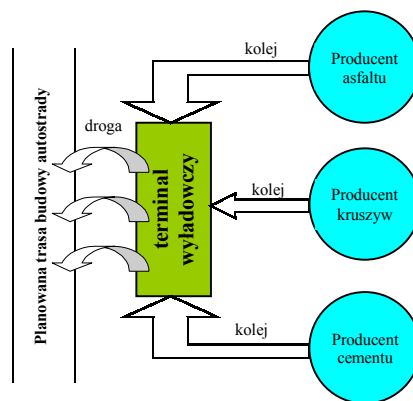 Planowana trasa budowy autostrady
droga
terminal
wyładowczy
kolej
Producent
asfaltu
kolej
Producent
kruszyw
kolej
Producent
cementu